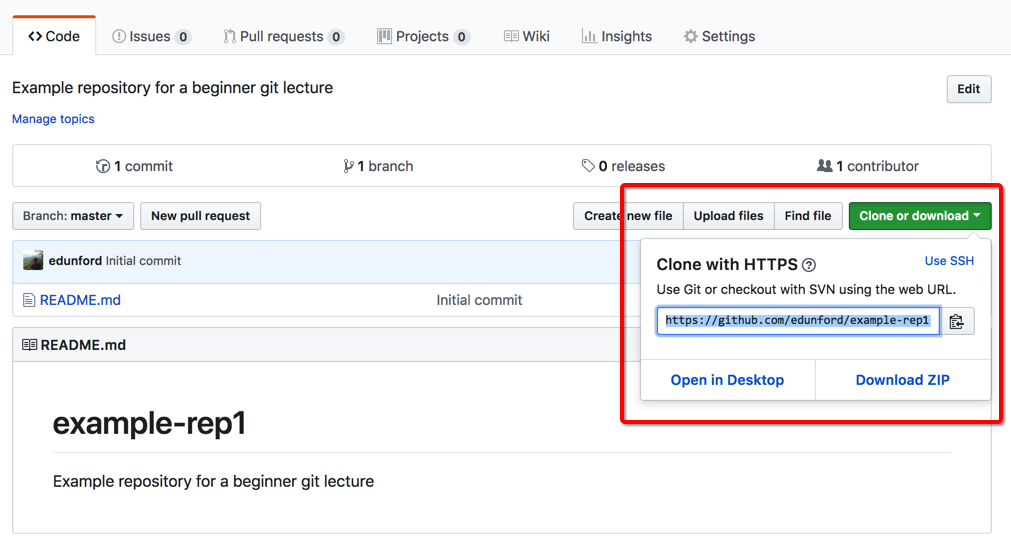 Code Issues 0 Pull requests 0 Projects 0 Wiki Insights Settings
Example repository for a beginner git lecture Edit
Manage topics
1 commit 1 branch 0 releases 1 contributor
Branch: master New pull request Create new file Upload files Find file Clone or download
edunford Initial commit
Clone with HTTPS Use SSH
Use Git or checkout with SVN using the web URL.
README.md Initial commit
https://github.com/edunford/example-rep1
README.md
Open in Desktop Download ZIP
example-rep1
Example repository for a beginner git lecture